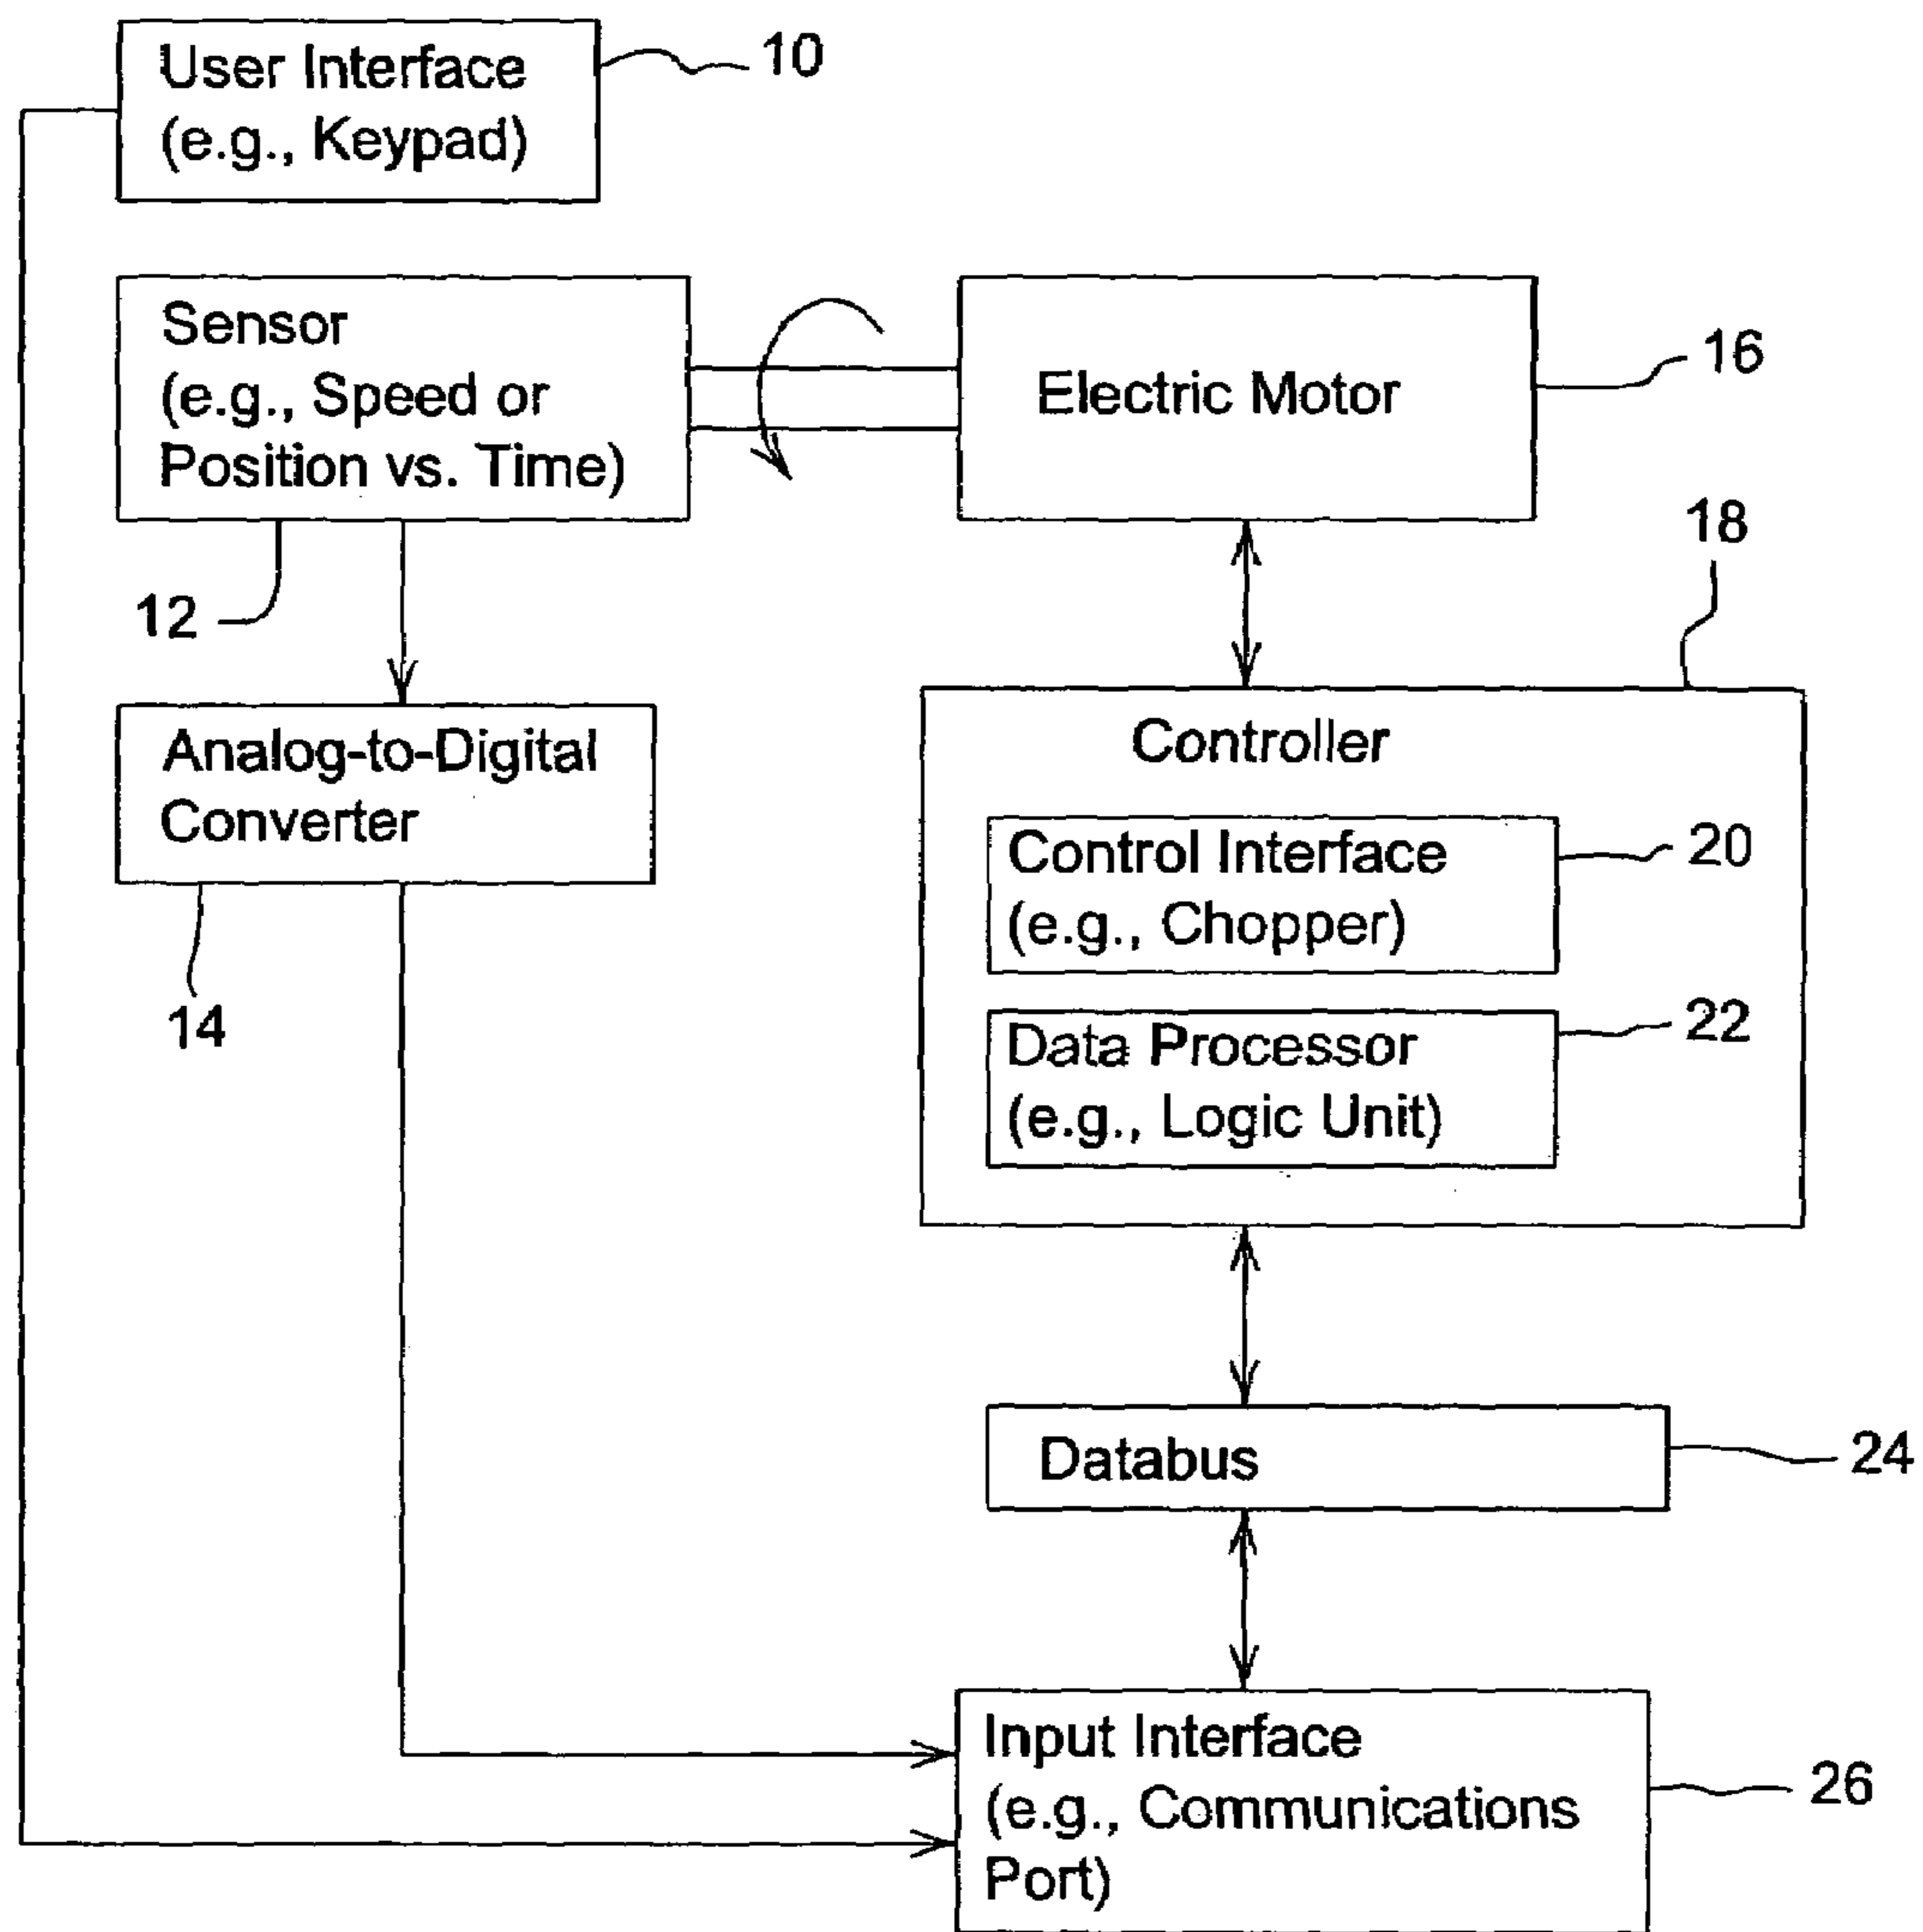 User Interface
(e.g., Keypad)
10
Sensor
(e.g., Speed or
Position vs. Time)
12
Electric Motor
16
18
Analog-to-Digital
Converter
14
Controller
Control Interface
(e.g., Chopper)
20
Data Processor
(e.g., Logic Unit)
22
Databus
24
Input Interface
(e.g., Communications
Port)
26